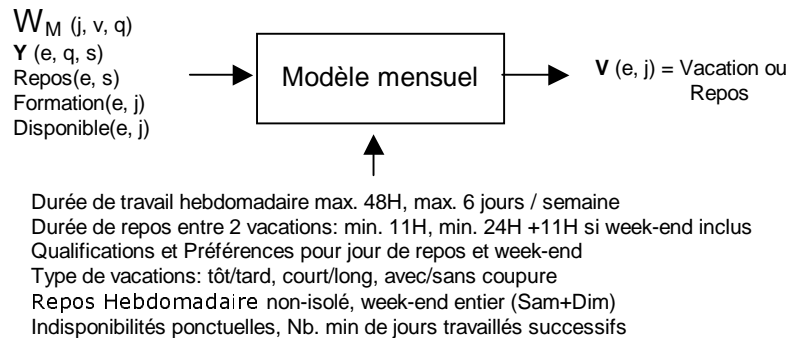 W_M (j, v, q)
Y (e, q, s)
Repos(e, s)
Formation(e, j)
Disponible(e, j)
Modèle mensuel
V (e, j) = Vacation ou
Repos
Durée de travail hebdomadaire max. 48H, max. 6 jours / semaine
Durée de repos entre 2 vacations: min. 11H, min. 24H +11H si week-end inclus
Qualifications et Préférences pour jour de repos et week-end
Type de vacations: tôt/tard, court/long, avec/sans coupure
Repos Hebdomadaire non-isolé, week-end entier (Sam+Dim)
Indisponibilités ponctuelles, Nb. min de jours travaillés successifs